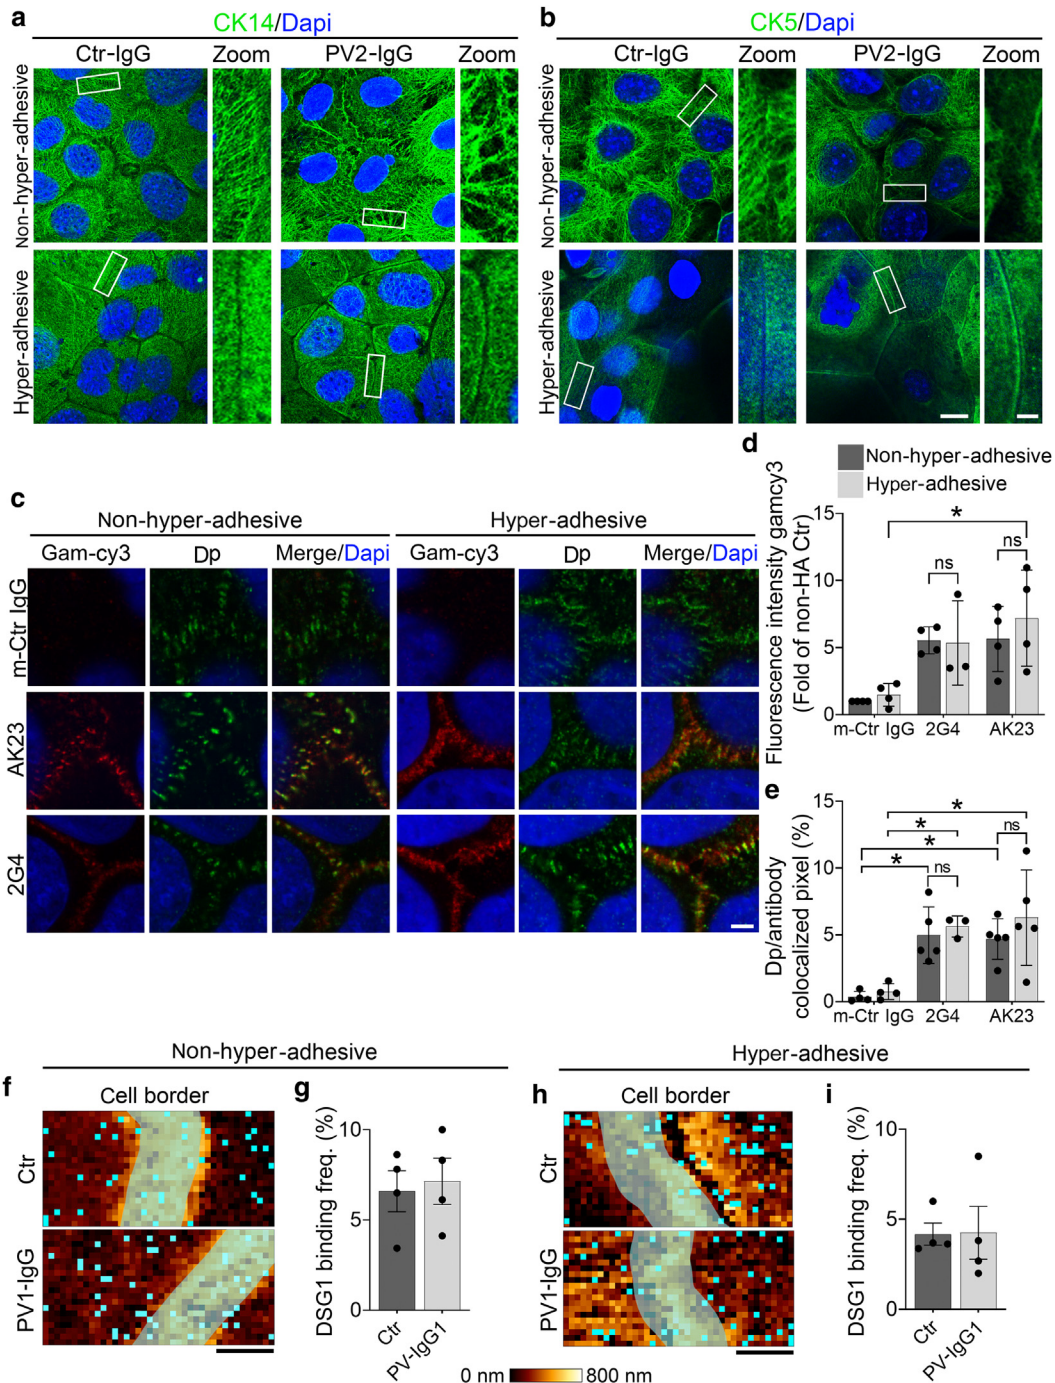 a
CK14/Dapi
Ctr-IgG
Zoom
PV2-IgG
Zoom
Non-hyper-adhesive
Hyper-adhesive
b
CK5/Dapi
Ctr-IgG
Zoom
PV2-IgG
Zoom
Non-hyper-adhesive
Hyper-adhesive
c
Non-hyper-adhesive
Hyper-adhesive
Gam-cy3
Dp
Merge/Dapi
Gam-cy3
Dp
Merge/Dapi
m-Ctr IgG
AK23
2G4
d
Non-hyper-adhesive
Hyper-adhesive
Fluorescence intensity gamcy3
(Fold of non-HA Ctr)
15
10
5
0
*
ns
ns
m-Ctr IgG
2G4
AK23
e
Dp/antibody
colocalized pixel (%)
15
10
5
0
*
*
*
*
ns
ns
m-Ctr IgG
2G4
AK23
Non-hyper-adhesive
f
Cell border
Ctr
PV1-IgG
g
DSG1 binding freq. (%)
10
5
0
Ctr
PV-IgG1
Hyper-adhesive
h
Cell border
Ctr
PV1-IgG
i
DSG1 binding freq. (%)
10
5
0
Ctr
PV-IgG1
0 nm
800 nm